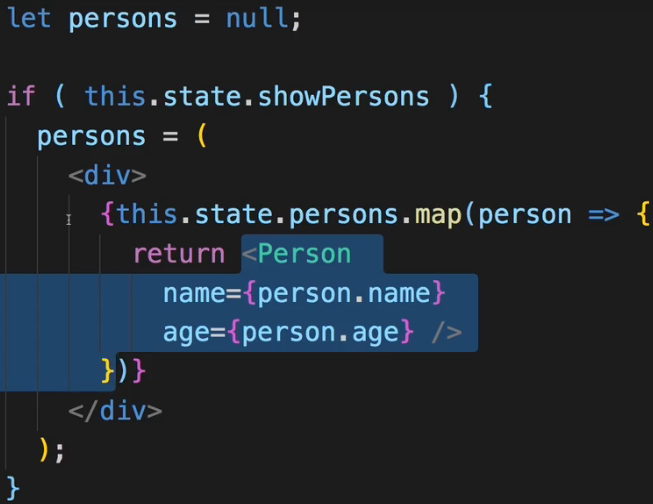 let persons = null;
if ( this.state.showPersons ) {
persons = (
<div>
{this.state.persons.map(person => {
return <Person
name={person.name}
age={person.age} />
})}
</div>
);
}